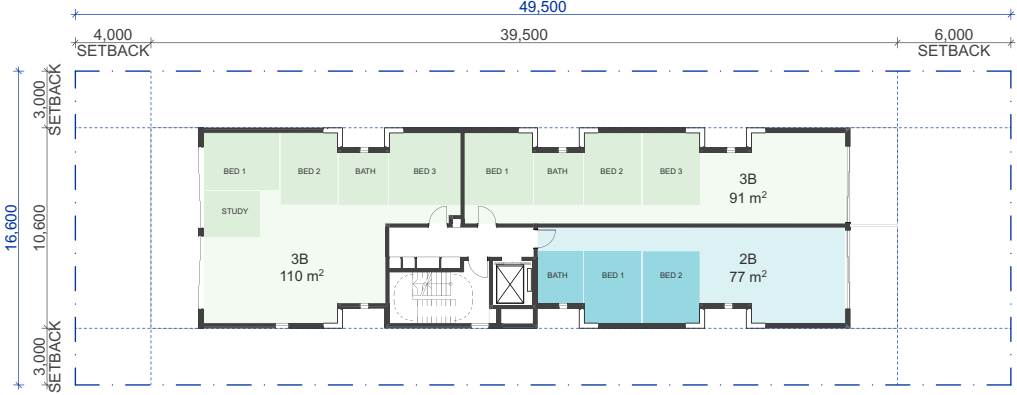 49,500
4,000
SETBACK
39,500
6,000
SETBACK
3,000
SETBACK
16,600
10,600
3,000
SETBACK
BED 1
BED 2
BATH
BED 3
BED 1
BATH
BED 2
BED 3
3B
91 m²
STUDY
3B
110 m²
2B
77 m²
BATH
BED 1
BED 2